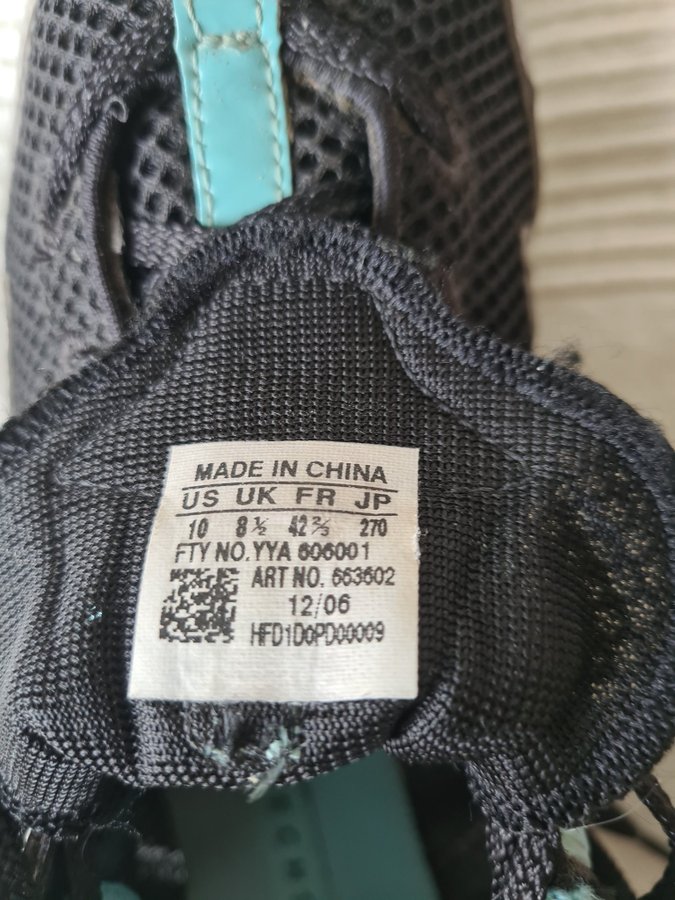 MADE IN CHINA
US UK FR JP
10 8½ 42⅔ 270
FTY NO.YYA 606001
ART NO. 663602
12/06
HFD1D0PD00009